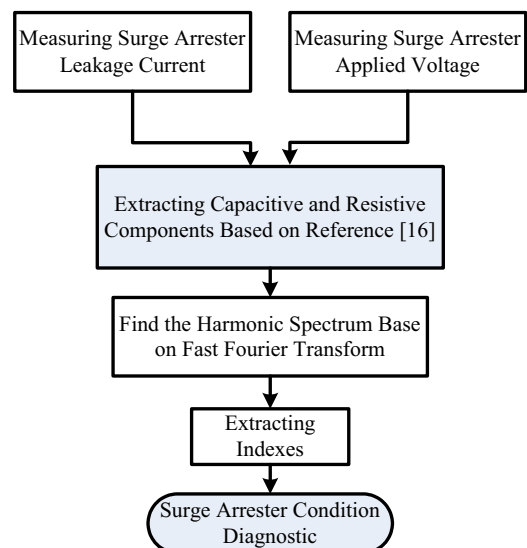 Measuring Surge Arrester
Leakage Current
Measuring Surge Arrester
Applied Voltage
Extracting Capacitive and Resistive
Components Based on Reference [16]
Find the Harmonic Spectrum Base
on Fast Fourier Transform
Extracting
Indexes
Surge Arrester Condition
Diagnostic